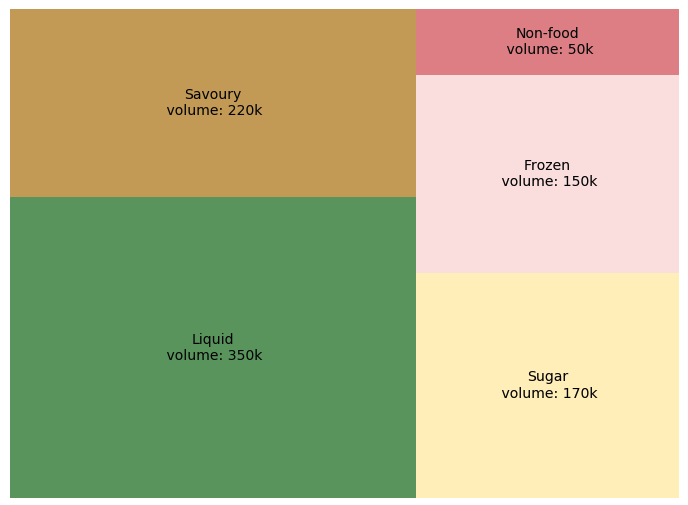 Savoury
volume: 220k
Liquid
volume: 350k
Non-food
volume: 50k
Frozen
volume: 150k
Sugar
volume: 170k